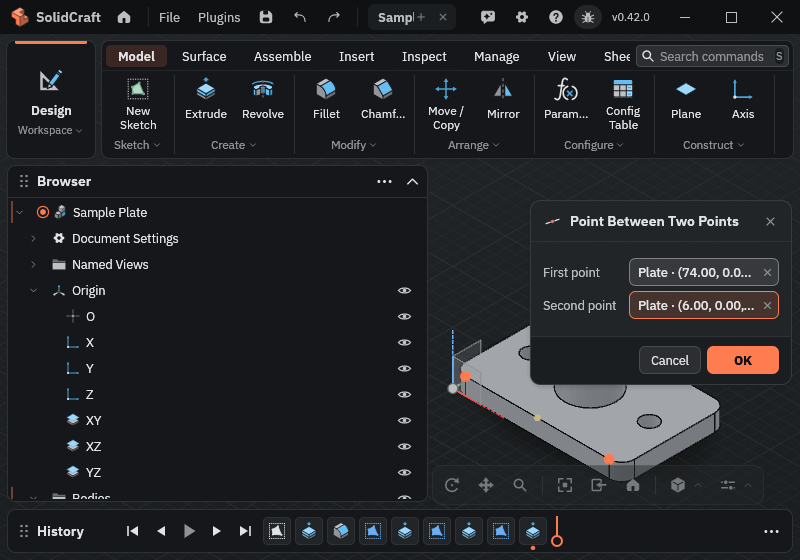 SolidCraft File Plugins Sampl v0.42.0
Model Surface Assemble Insert Inspect Manage View Shee Search commands S
Design
Workspace
New Sketch
Extrude
Revolve
Fillet
Chamf...
Move / Copy
Mirror
Param...
Config Table
Plane
Axis
Sketch Create Modify Arrange Configure Construct
Browser
Sample Plate
Document Settings
Named Views
Origin
O
X
Y
Z
XY
XZ
YZ
Bodies
Point Between Two Points
First point Plate · (74.00, 0.0...
Second point Plate · (6.00, 0.00,...
Cancel OK
History